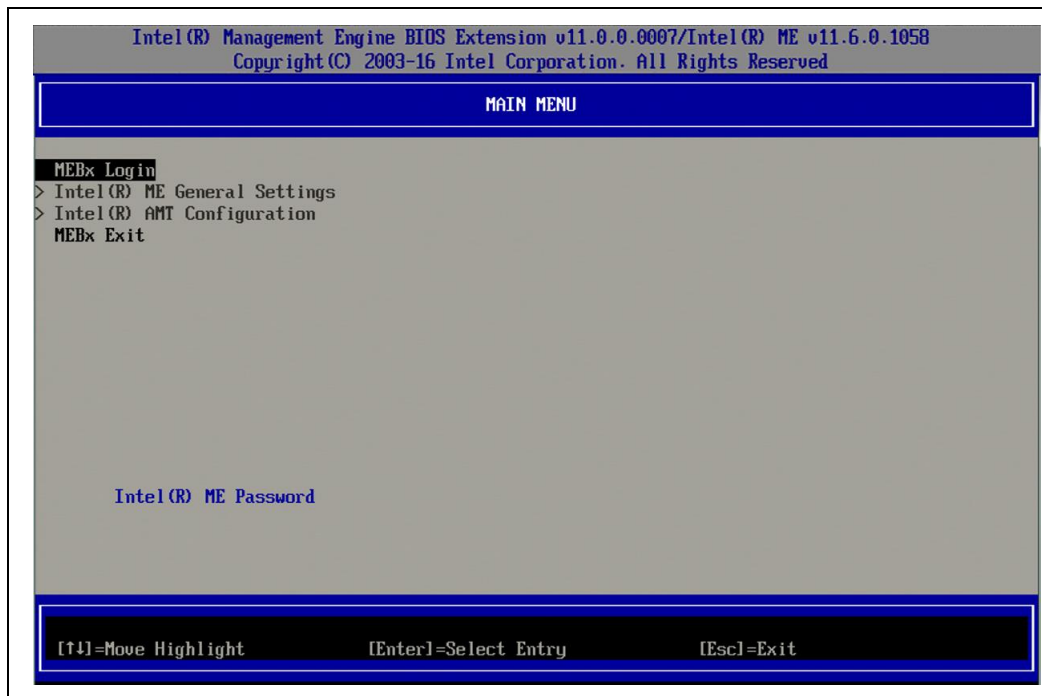 Intel(R) Management Engine BIOS Extension v11.0.0.0007/Intel(R) ME v11.6.0.1058
Copyright(C) 2003-16 Intel Corporation. All Rights Reserved
MAIN MENU
MEBx Login
> Intel(R) ME General Settings
> Intel(R) AMT Configuration
MEBx Exit
Intel(R) ME Password
[↑↓]=Move Highlight [Enter]=Select Entry [Esc]=Exit